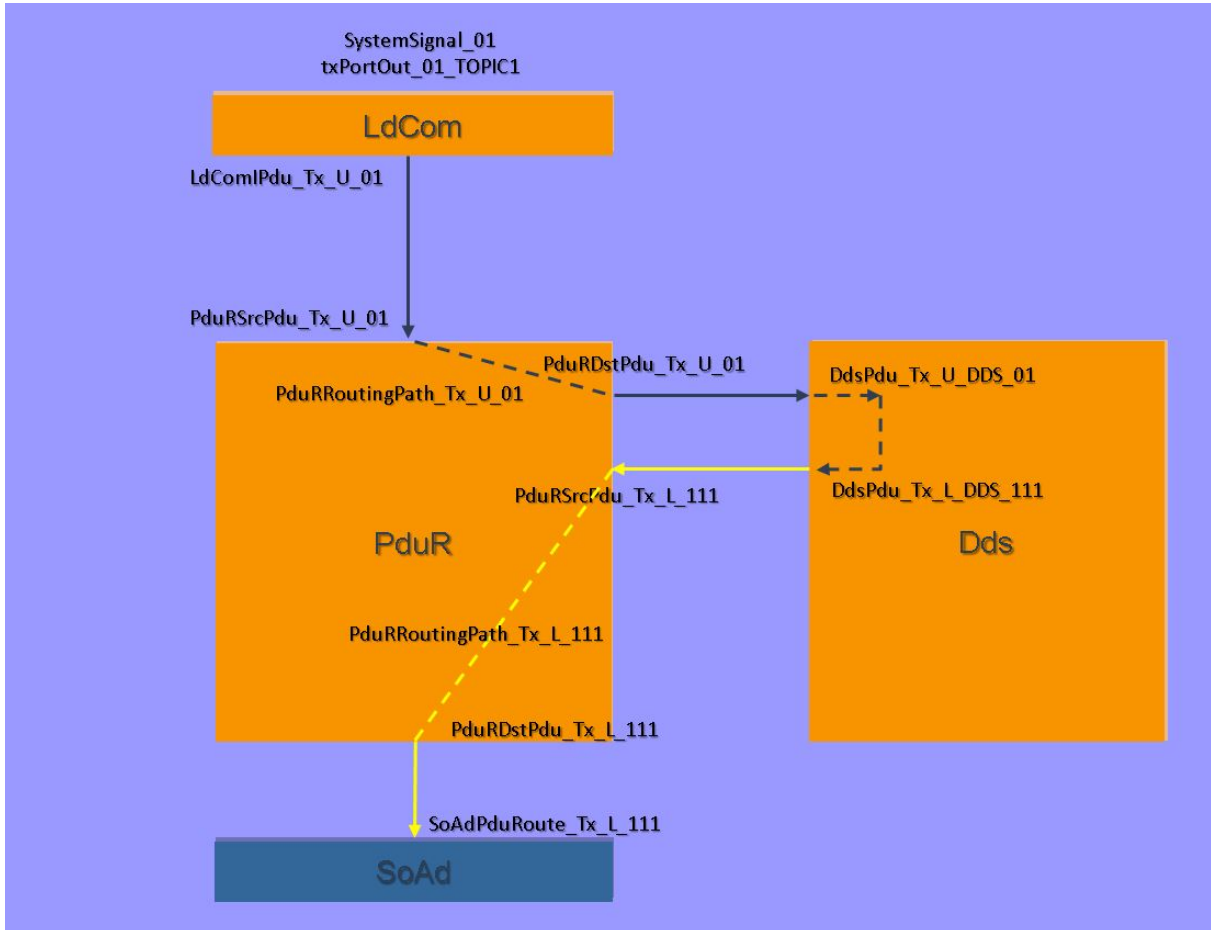 SystemSignal_01
txPortOut_01_TOPIC1
LdCom
LdComIPdu_Tx_U_01
PduRSrcPdu_Tx_U_01
PduRDstPdu_Tx_U_01
DdsPdu_Tx_U_DDS_01
PduRRoutingPath_Tx_U_01
PduRSrcPdu_Tx_L_111
DdsPdu_Tx_L_DDS_111
PduR
Dds
PduRRoutingPath_Tx_L_111
PduRDstPdu_Tx_L_111
SoAdPduRoute_Tx_L_111
SoAd